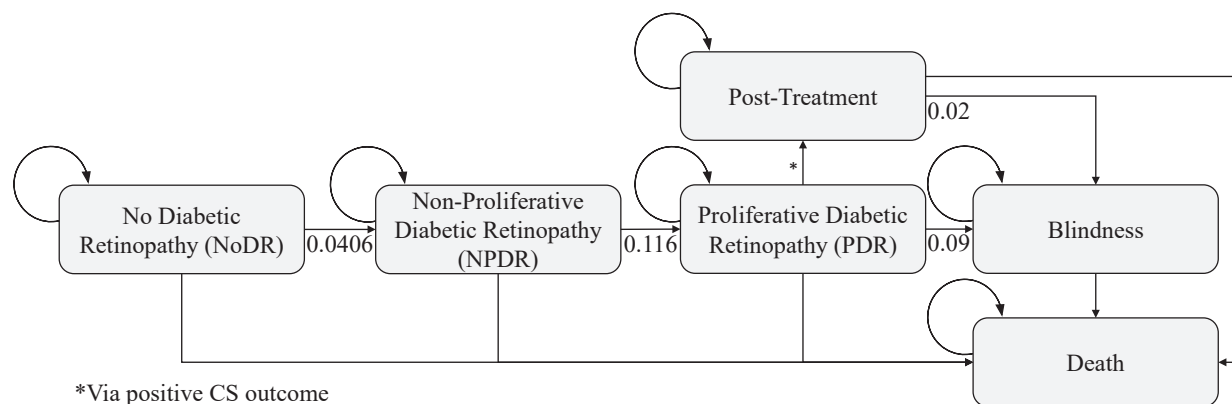 Post-Treatment
0.02
*
No Diabetic
Retinopathy (NoDR)
0.0406
Non-Proliferative
Diabetic Retinopathy
(NPDR)
0.116
Proliferative Diabetic
Retinopathy (PDR)
0.09
Blindness
Death
*Via positive CS outcome